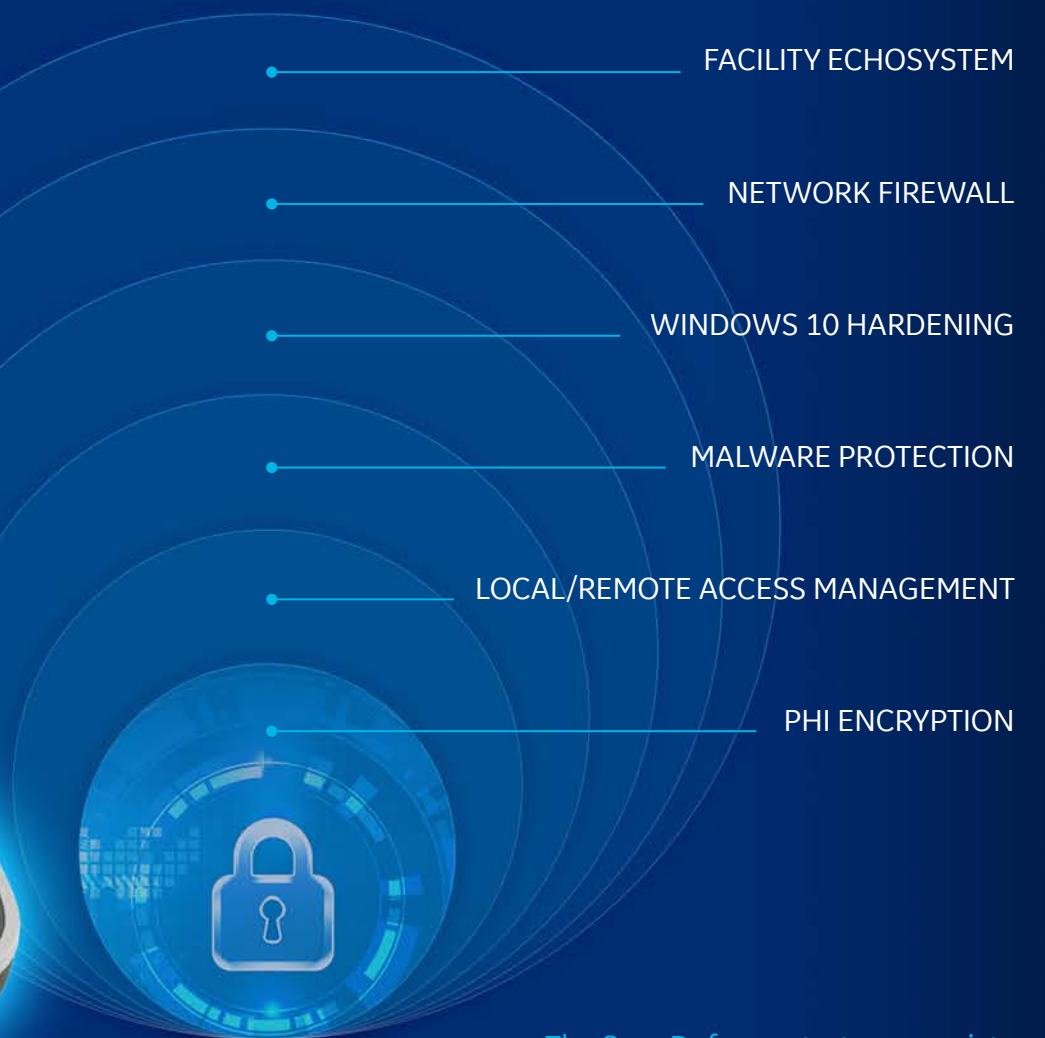 FACILITY ECHOSYSTEM
NETWORK FIREWALL
WINDOWS 10 HARDENING
MALWARE PROTECTION
LOCAL/REMOTE ACCESS MANAGEMENT
PHI ENCRYPTION